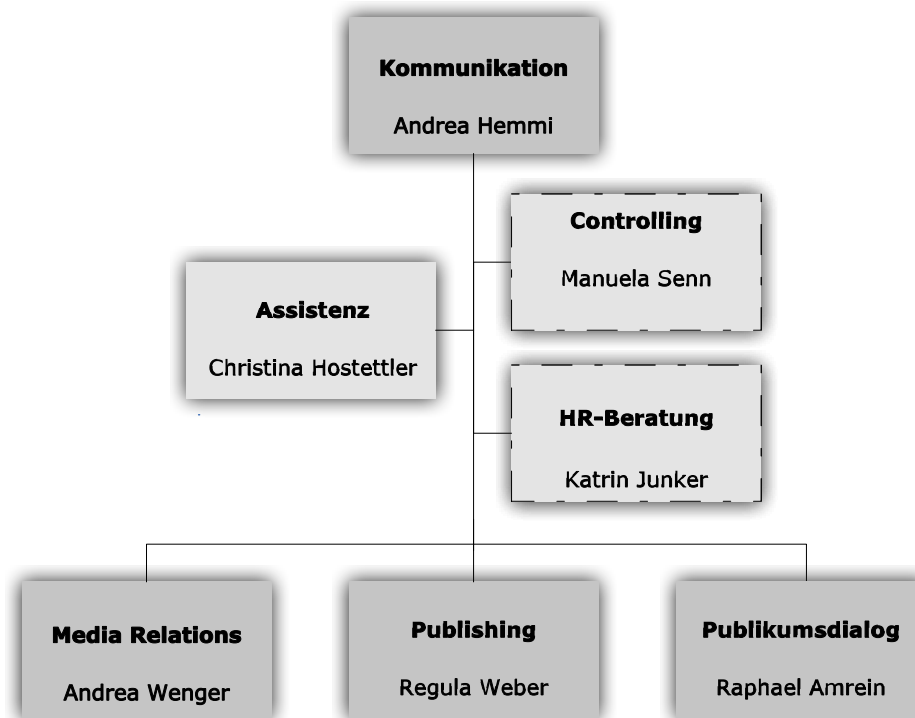 Kommunikation
Andrea Hemmi
Controlling
Manuela Senn
Assistenz
Christina Hostettler
HR-Beratung
Katrin Junker
Media Relations
Andrea Wenger
Publishing
Regula Weber
Publikumsdialog
Raphael Amrein